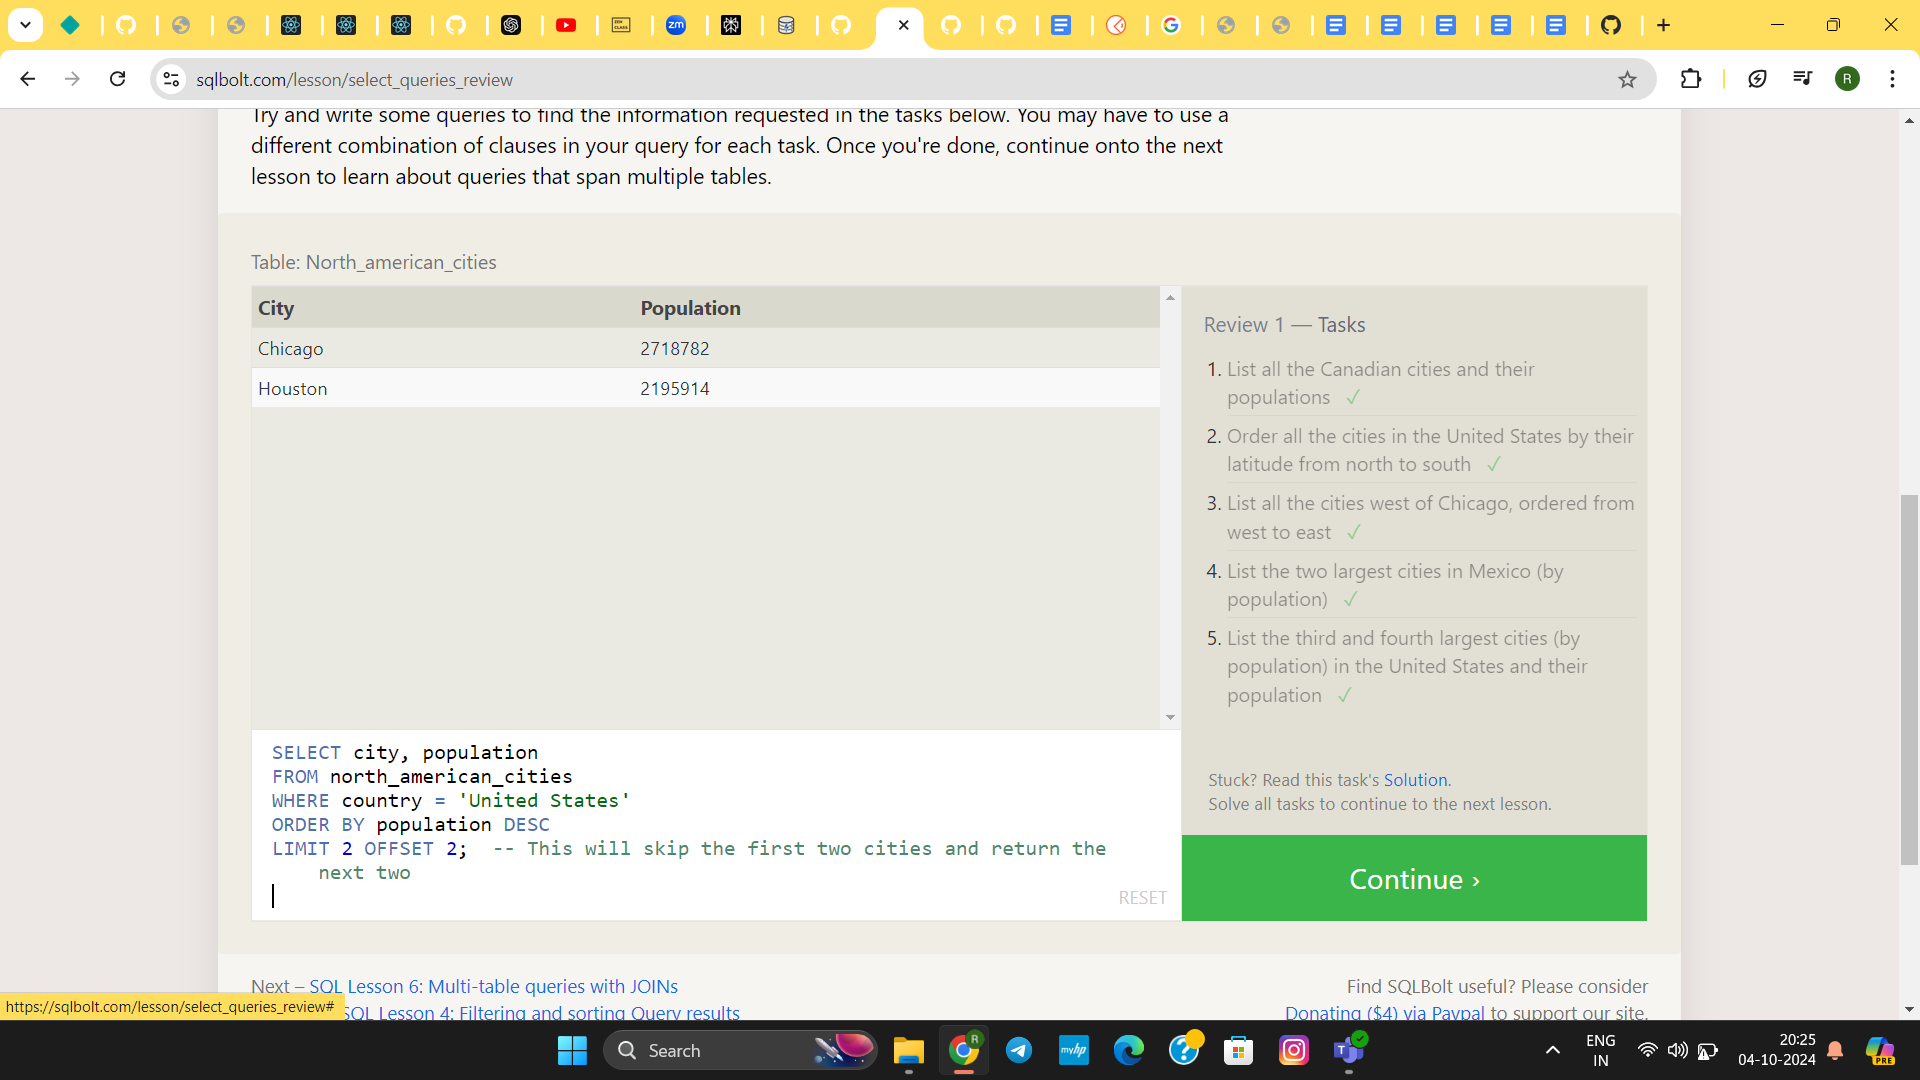 sqlbolt.com/lesson/select_queries_review
R
Try and write some queries to find the information requested in the tasks below. You may have to use a
different combination of clauses in your query for each task. Once you're done, continue onto the next
lesson to learn about queries that span multiple tables.
Table: North_american_cities
City Population
Chicago 2718782
Houston 2195914
Review 1 — Tasks
1. List all the Canadian cities and their
populations ✓
2. Order all the cities in the United States by their
latitude from north to south ✓
3. List all the cities west of Chicago, ordered from
west to east ✓
4. List the two largest cities in Mexico (by
population) ✓
5. List the third and fourth largest cities (by
population) in the United States and their
population ✓
SELECT city, population
FROM north_american_cities
WHERE country = 'United States'
ORDER BY population DESC
LIMIT 2 OFFSET 2;  -- This will skip the first two cities and return the
next two
RESET
Stuck? Read this task's Solution.
Solve all tasks to continue to the next lesson.
Continue ›
Next – SQL Lesson 6: Multi-table queries with JOINs
SQL Lesson 4: Filtering and sorting Query results
Find SQLBolt useful? Please consider
Donating ($4) via Paypal to support our site.
https://sqlbolt.com/lesson/select_queries_review#
Search
ENG
IN
20:25
04-10-2024